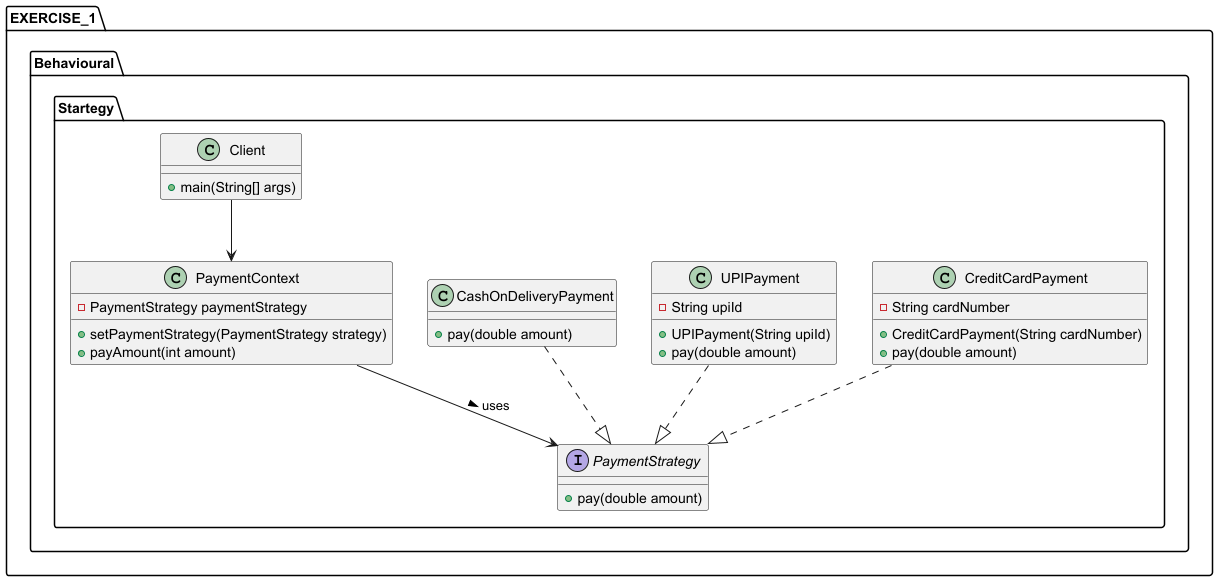 EXERCISE_1
Behavioural
Startegy
C Client
main(String[] args)
C PaymentContext
PaymentStrategy paymentStrategy
setPaymentStrategy(PaymentStrategy strategy)
payAmount(int amount)
C CashOnDeliveryPayment
pay(double amount)
C UPIPayment
String upiId
UPIPayment(String upiId)
pay(double amount)
C CreditCardPayment
String cardNumber
CreditCardPayment(String cardNumber)
pay(double amount)
uses
I PaymentStrategy
pay(double amount)